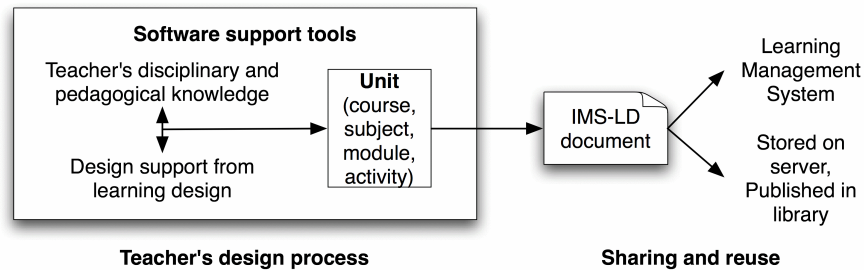 Software support tools
Teacher's disciplinary and
pedagogical knowledge
Design support from
learning design
Unit
(course,
subject,
module,
activity)
IMS-LD
document
Learning
Management
System
Stored on
server,
Published in
library
Teacher's design process
Sharing and reuse